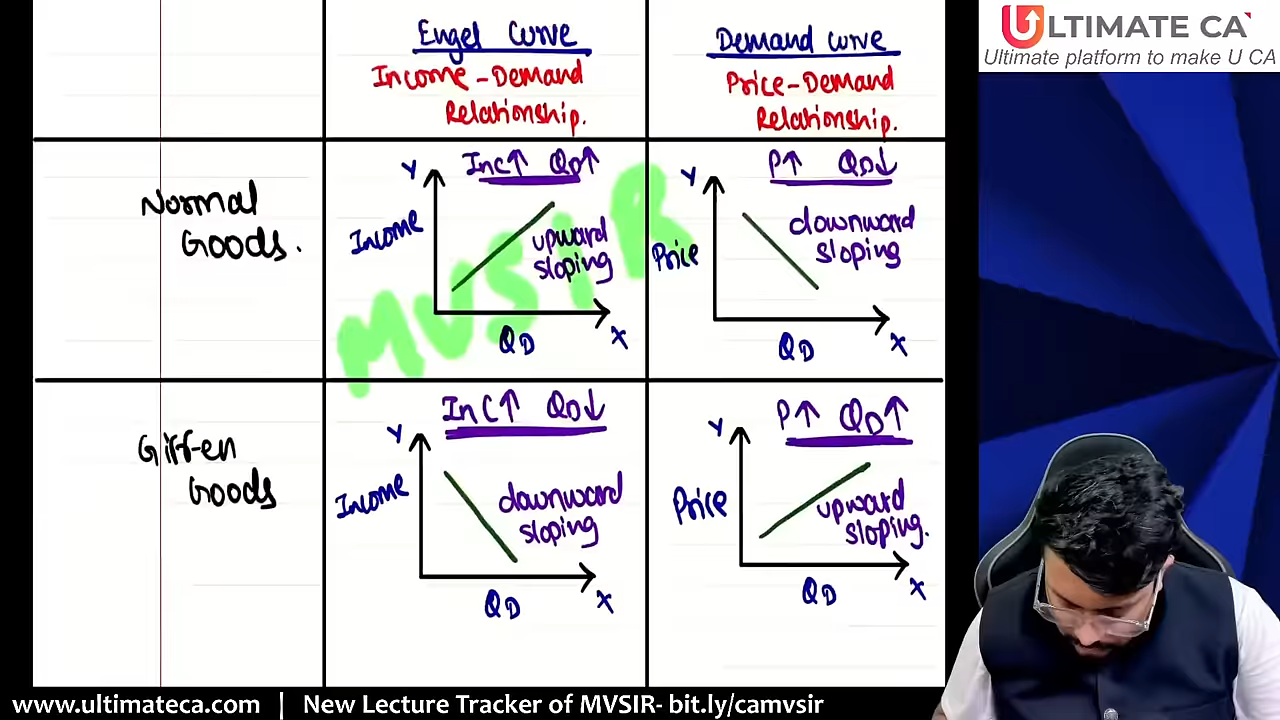 Engel Curve
Income-Demand
Relationship.
Demand curve
Price-Demand
Relationship.
ULTIMATE CA
Ultimate platform to make U CA
Normal
Goods.
Inc↑ QD↑
Y
Income
upward
sloping
QD
X
P↑ QD↓
Y
Price
downward
sloping
QD
X
MVSIR
Giffen
Goods
Inc↑ QD↓
Y
Income
downward
sloping
QD
X
P↑ QD↑
Y
Price
upward
sloping.
QD
X
www.ultimateca.com | New Lecture Tracker of MVSIR- bit.ly/camvsir